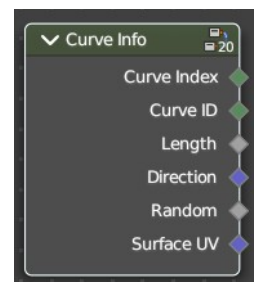 Curve Info 20
Curve Index
Curve ID
Length
Direction
Random
Surface UV